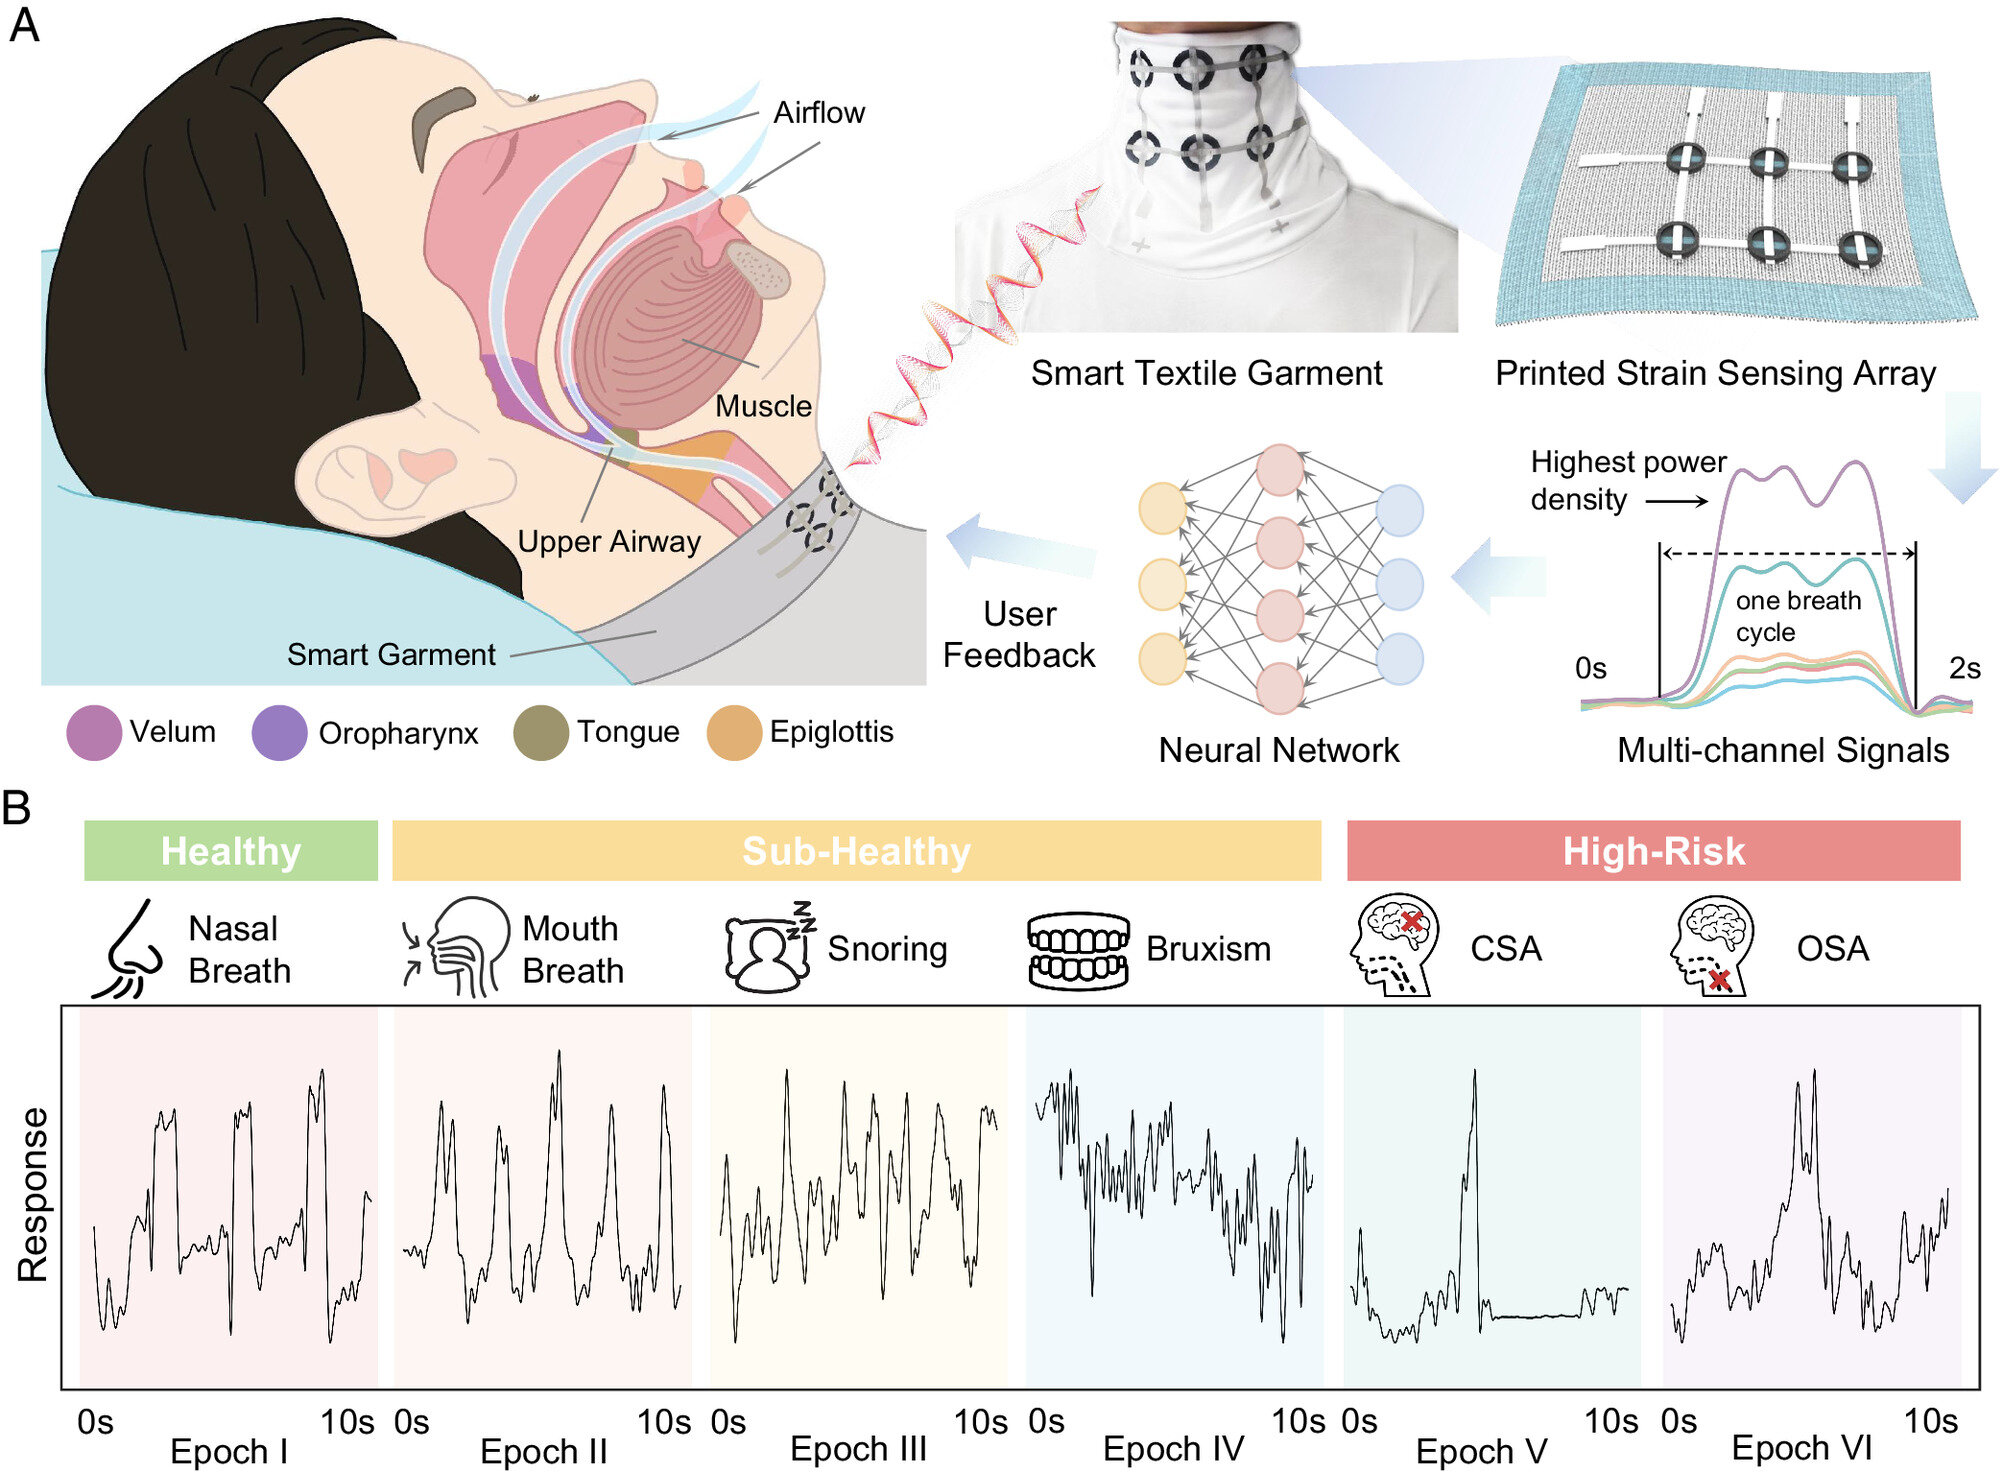 A
Airflow
Muscle
Upper Airway
Smart Garment
Velum
Oropharynx
Tongue
Epiglottis
Smart Textile Garment
Printed Strain Sensing Array
Highest power
density
one breath
cycle
0s
2s
Multi-channel Signals
Neural Network
User
Feedback
B
Healthy
Sub-Healthy
High-Risk
Nasal
Breath
Mouth
Breath
z
z
z
Snoring
Bruxism
CSA
OSA
Response
0s
10s
0s
10s
0s
10s
0s
10s
0s
10s
0s
10s
Epoch I
Epoch II
Epoch III
Epoch IV
Epoch V
Epoch VI